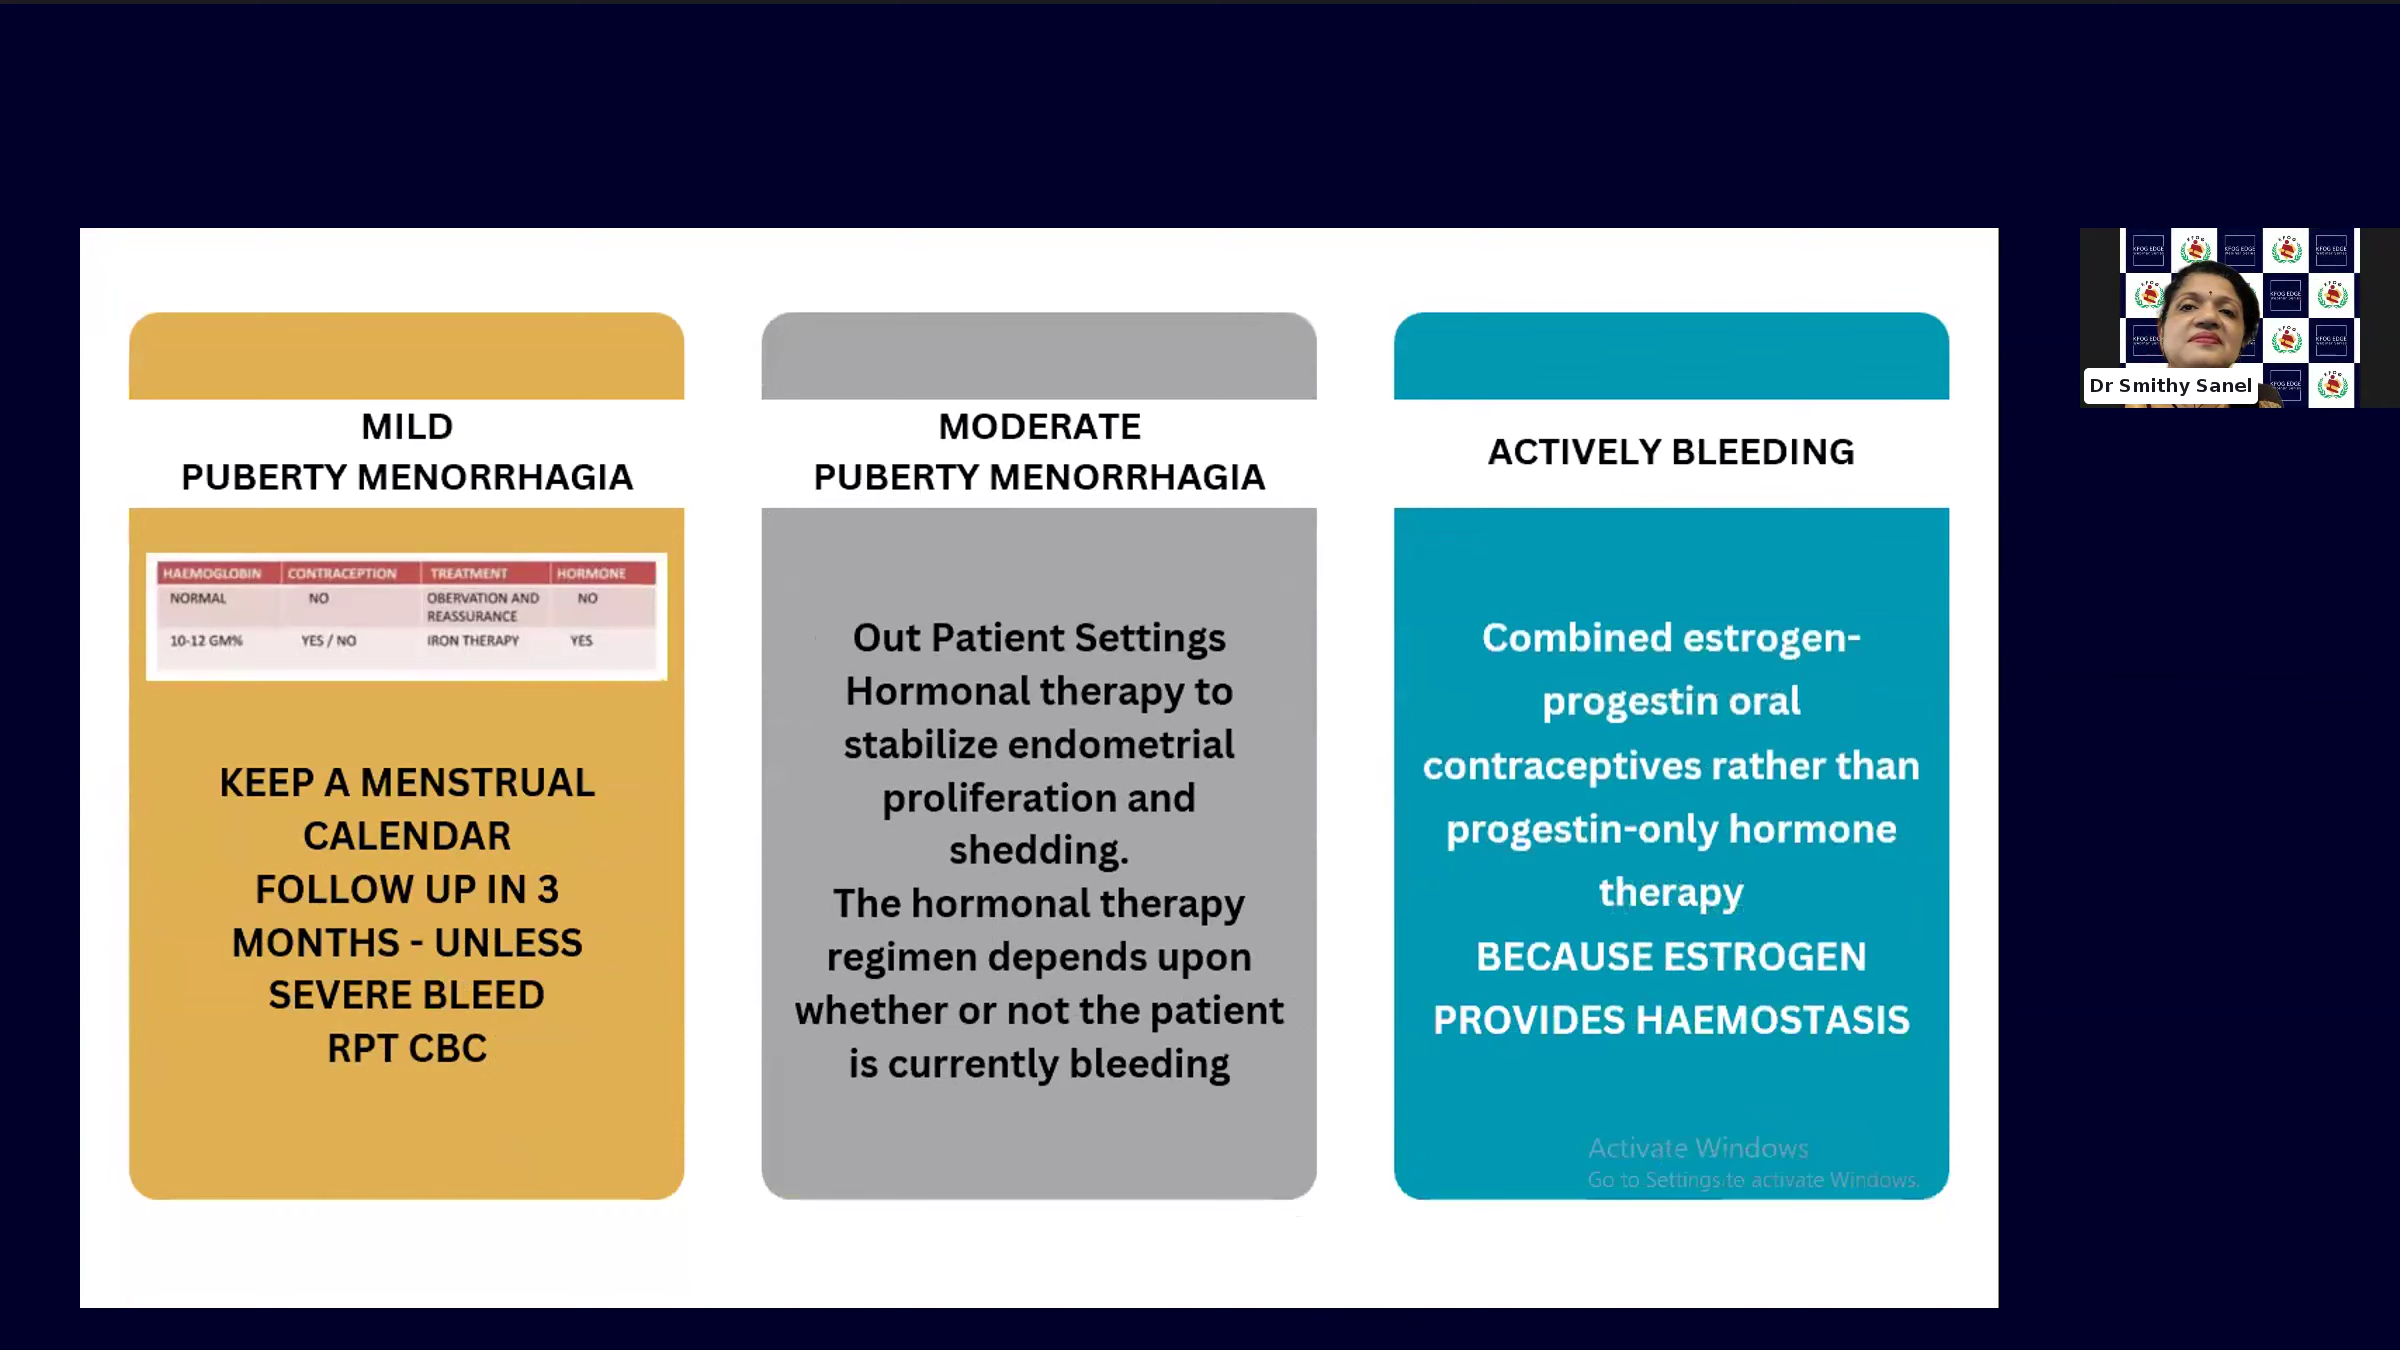 MILD
PUBERTY MENORRHAGIA
HAEMOGLOBIN CONTRACEPTION TREATMENT HORMONE
NORMAL NO OBERVATION AND REASSURANCE NO
10-12 GM% YES / NO IRON THERAPY YES
KEEP A MENSTRUAL
CALENDAR
FOLLOW UP IN 3
MONTHS - UNLESS
SEVERE BLEED
RPT CBC
MODERATE
PUBERTY MENORRHAGIA
Out Patient Settings
Hormonal therapy to
stabilize endometrial
proliferation and
shedding.
The hormonal therapy
regimen depends upon
whether or not the patient
is currently bleeding
ACTIVELY BLEEDING
Combined estrogen-
progestin oral
contraceptives rather than
progestin-only hormone
therapy
BECAUSE ESTROGEN
PROVIDES HAEMOSTASIS
Activate Windows
Go to Settings to activate Windows.
KFOG EDGE
Dr Smithy Sanel